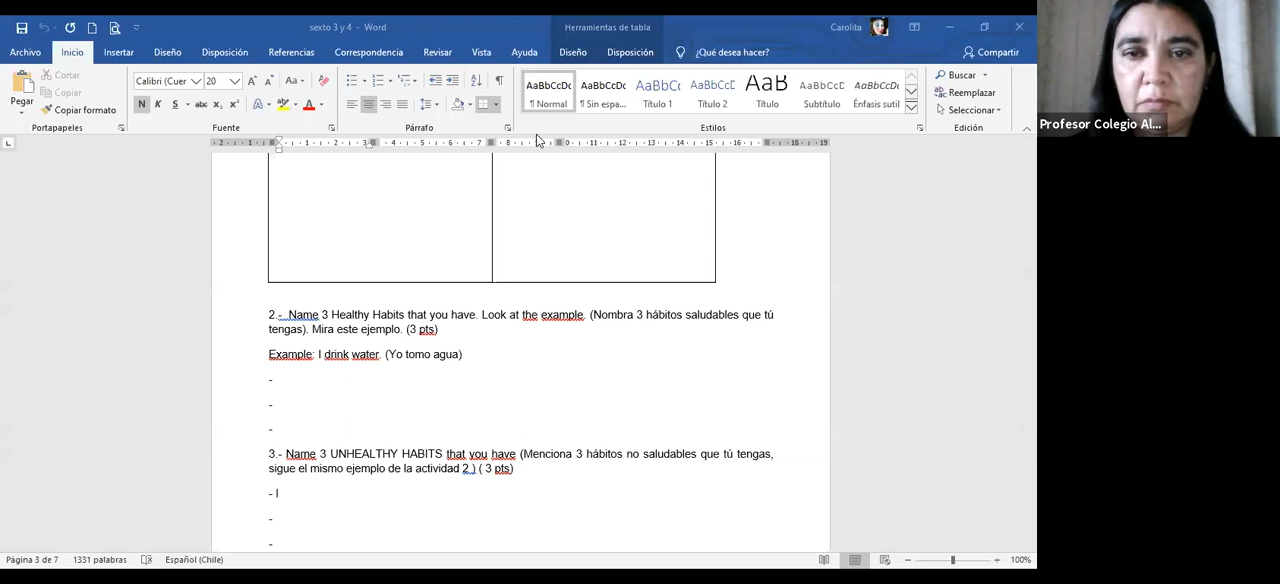 sexto 3 y 4 - Word
Herramientas de tabla
Carolita
Archivo Inicio Insertar Diseño Disposición Referencias Correspondencia Revisar Vista Ayuda Diseño Disposición ¿Qué desea hacer? Compartir
Pegar
Cortar
Copiar
Copiar formato
Portapapeles
Calibri (Cuer 20
N K S abc x₂ x²
Fuente
Párrafo
AaBbCcDc AaBbCcDc AaBbC( AaBbCcD AaB AaBbCcD AaBbCcDc
¶ Normal ¶ Sin espa... Título 1 Título 2 Título Subtítulo Énfasis sutil
Estilos
Buscar
Reemplazar
Seleccionar
Edición
Profesor Colegio Al...
2.- Name 3 Healthy Habits that you have. Look at the example. (Nombra 3 hábitos saludables que tú
tengas). Mira este ejemplo. (3 pts)
Example: I drink water. (Yo tomo agua)
-
-
-
3.- Name 3 UNHEALTHY HABITS that you have (Menciona 3 hábitos no saludables que tú tengas,
sigue el mismo ejemplo de la actividad 2 ) ( 3 pts)
- I
-
-
Página 3 de 7 1331 palabras Español (Chile) 100%